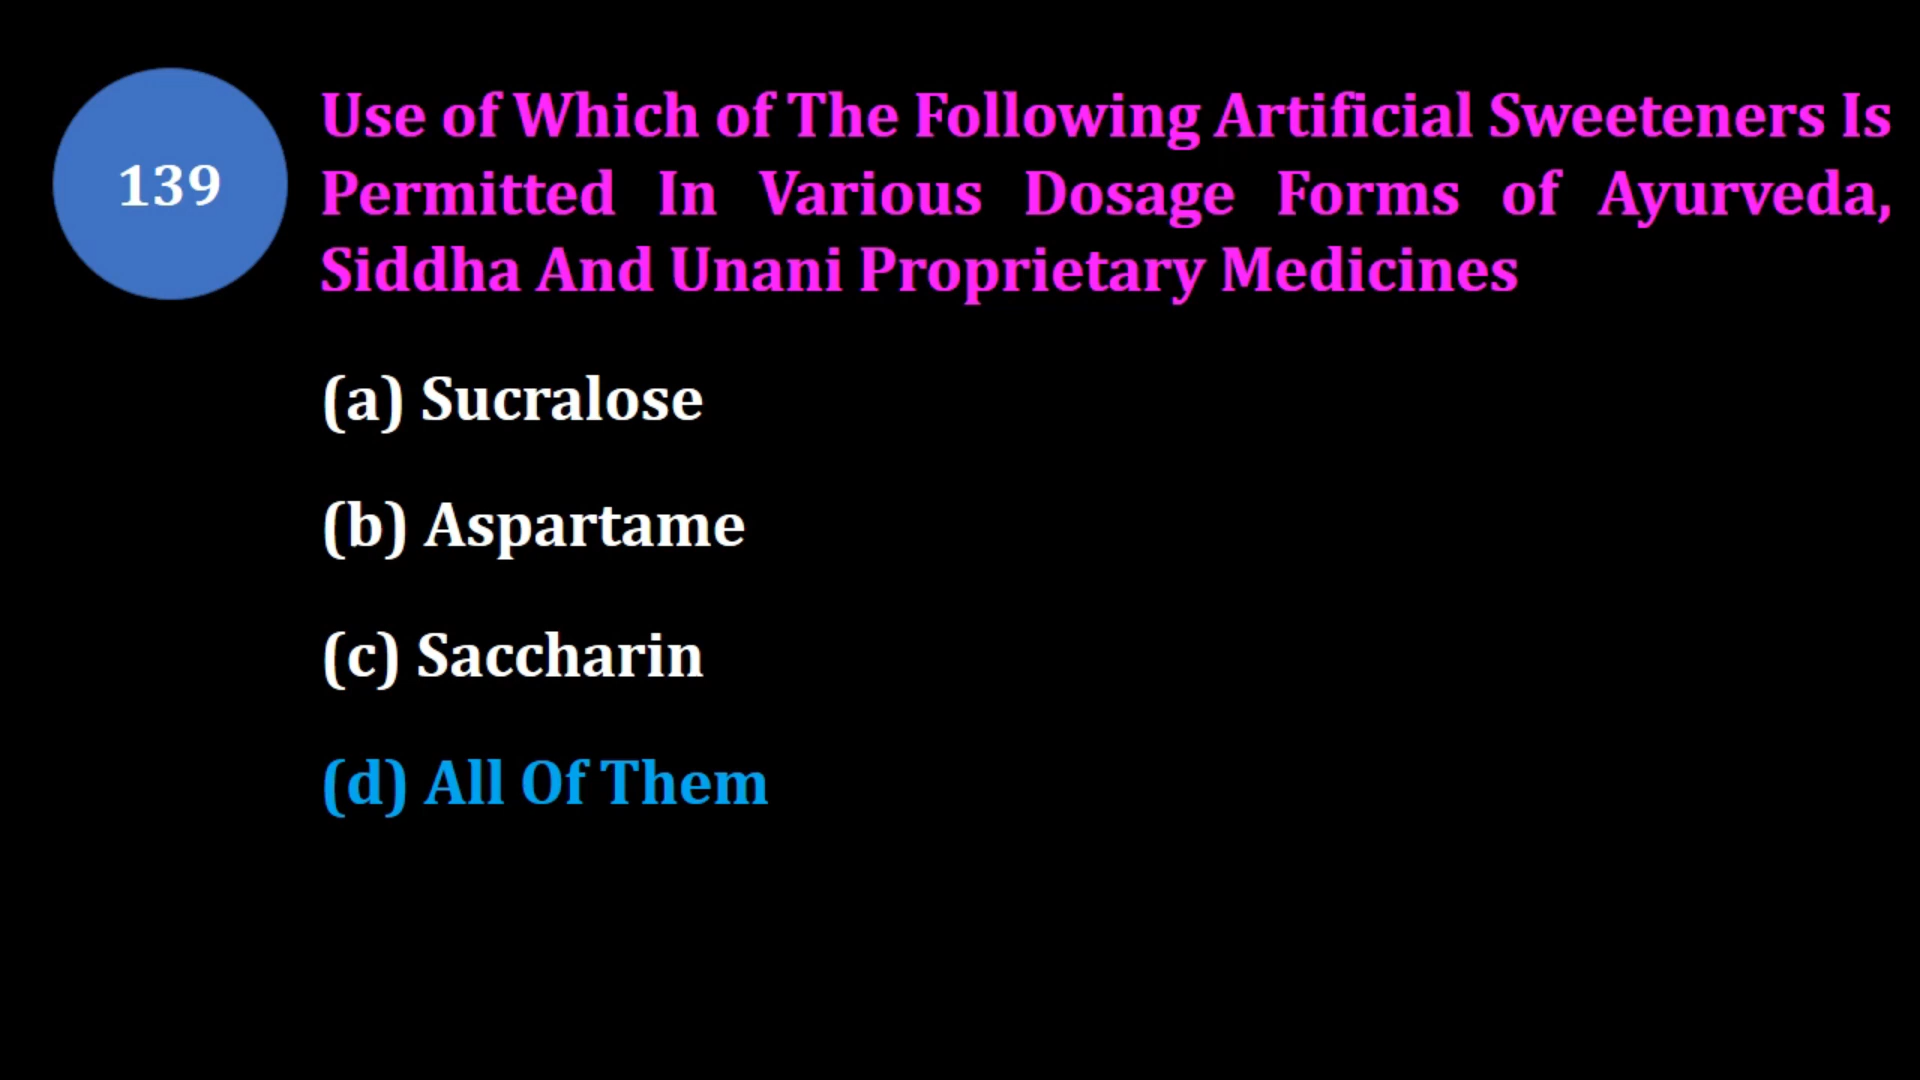 139
Use of Which of The Following Artificial Sweeteners Is
Permitted In Various Dosage Forms of Ayurveda,
Siddha And Unani Proprietary Medicines
(a) Sucralose
(b) Aspartame
(c) Saccharin
(d) All Of Them